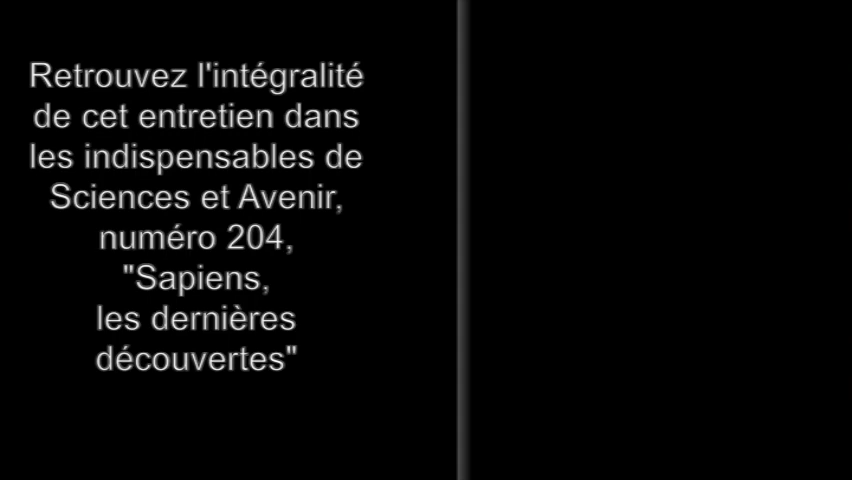 Retrouvez l'intégralité
de cet entretien dans
les indispensables de
Sciences et Avenir,
numéro 204,
"Sapiens,
les dernières
découvertes"